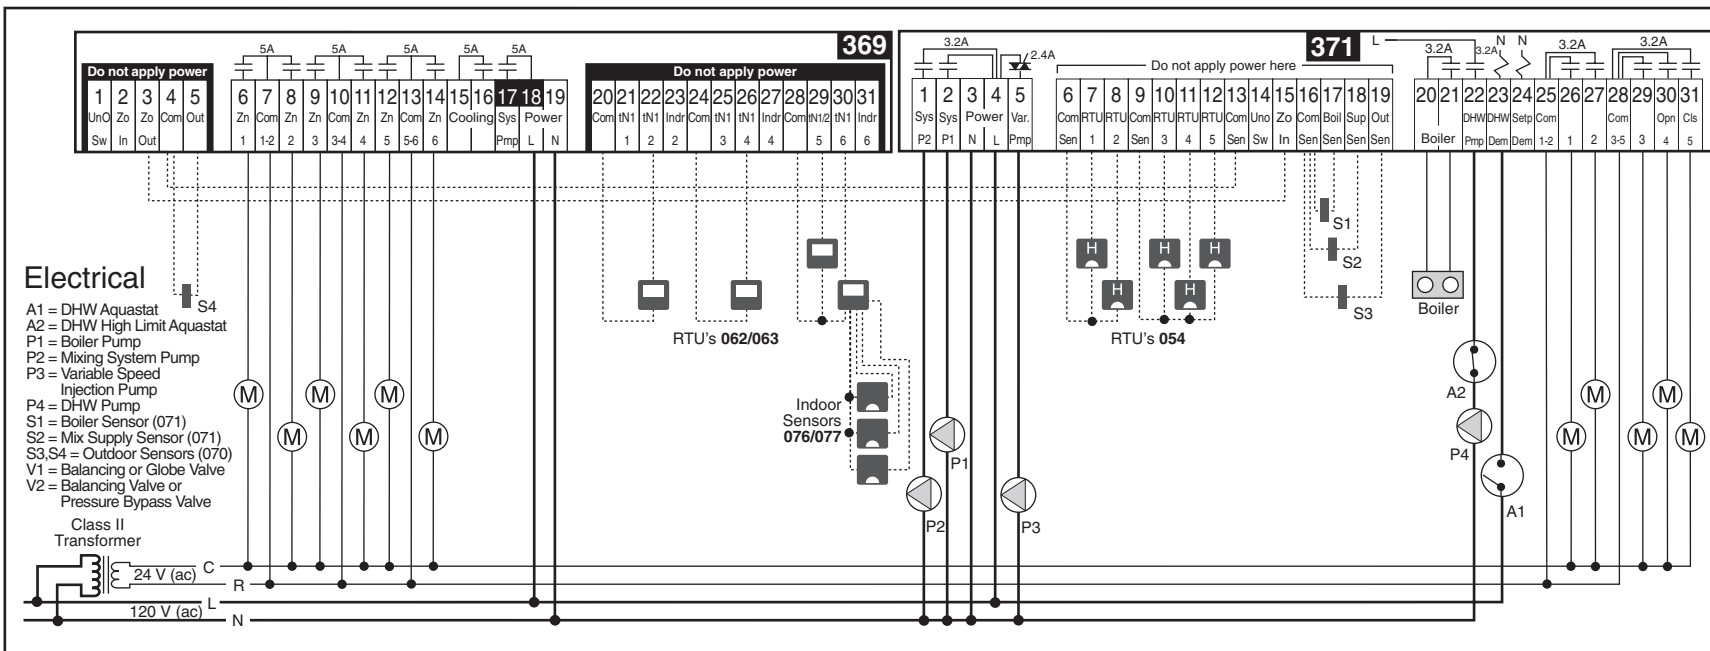 369
371
5A 5A 5A 5A 5A
3.2A 2.4A
L 3.2A 3.2A N N 3.2A 3.2A
Do not apply power
Do not apply power
Do not apply power here
1 2 3 4 5
UnO Zo Zo Com Out
Sw In Out
6 7 8 9 10 11 12 13 14 15 16 17 18 19
Zn Com Zn Zn Com Zn Zn Com Zn Cooling Sys Power
1 1-2 2 3 3-4 4 5 5-6 6 Pmp L N
20 21 22 23 24 25 26 27 28 29 30 31
Com tN1 tN1 Indr Com tN1 tN1 Indr Com tN1/2 tN1 Indr
1 2 2 3 4 4 5 6 6
1 2 3 4 5
Sys Sys Power Var.
P2 P1 N L Pmp
6 7 8 9 10 11 12 13 14 15 16 17 18 19
Com RTU RTU Com RTU RTU RTU Com Uno Zo Com Boil Sup Out
Sen 1 2 Sen 3 4 5 Sen Sw In Sen Sen Sen Sen
20 21 22 23 24 25 26 27 28 29 30 31
DHW DHW Setp Com Com Opn Cls
Boiler Pmp Dem Dem 1-2 1 2 3-5 3 4 5
Electrical
A1 = DHW Aquastat
A2 = DHW High Limit Aquastat
P1 = Boiler Pump
P2 = Mixing System Pump
P3 = Variable Speed
Injection Pump
P4 = DHW Pump
S1 = Boiler Sensor (071)
S2 = Mix Supply Sensor (071)
S3,S4 = Outdoor Sensors (070)
V1 = Balancing or Globe Valve
V2 = Balancing Valve or
Pressure Bypass Valve
Class II
Transformer
24 V (ac)
120 V (ac)
C
R
L
N
S4
M M M
M M M
RTU's 062/063
Indoor
Sensors
076/077
P1
P2
P3
H H H
H H
RTU's 054
S1
S2
S3
Boiler
A2
P4
A1
M M
M M M